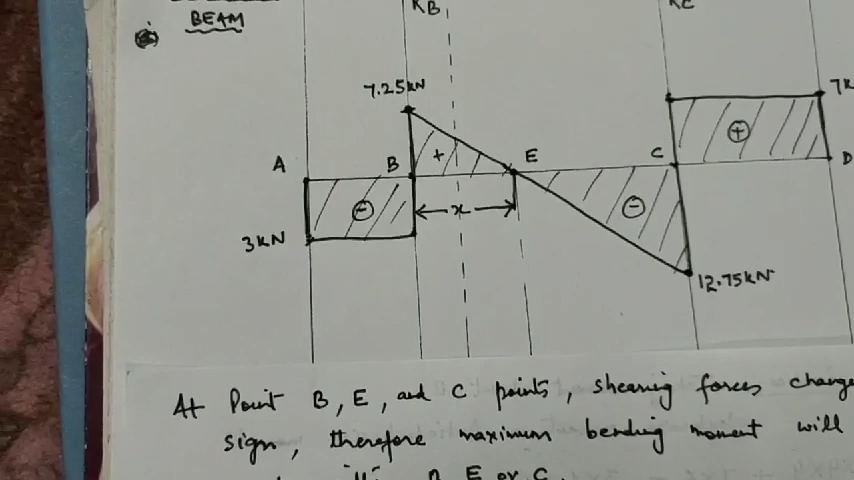 RB
RC
BEAM
7.25kN
7k
A
B
+
E
C
+
D
-
x
-
3kN
12.75kN
At Point B, E, and C points, shearing forces change
sign, therefore maximum bending moment will
E or C.